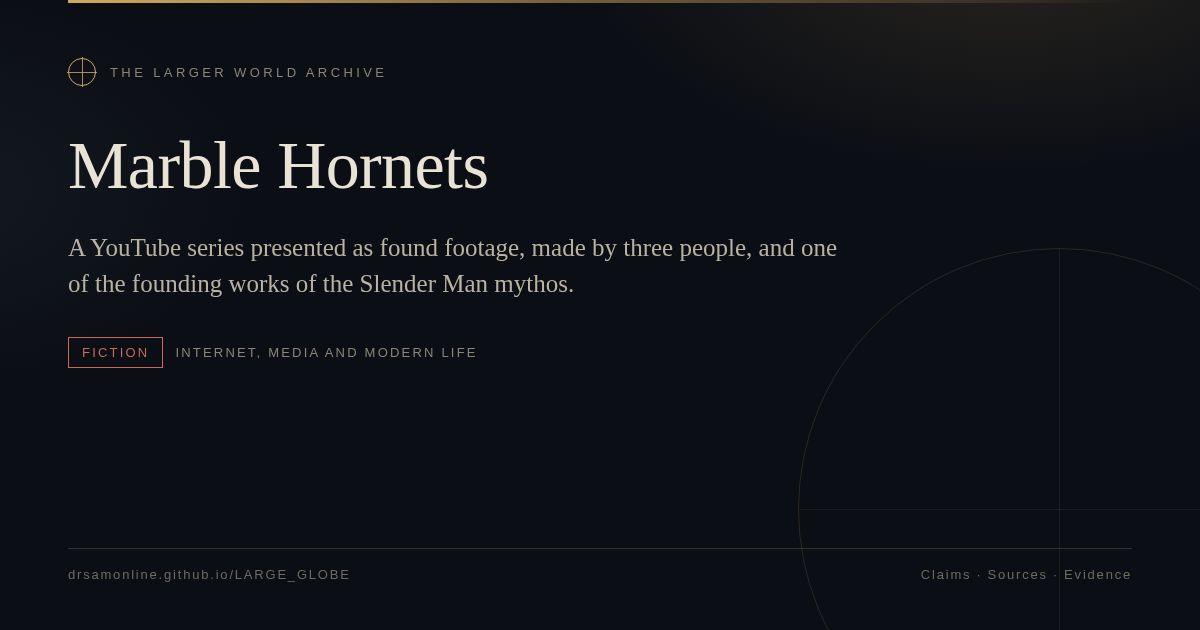 THE LARGER WORLD ARCHIVE
Marble Hornets
A YouTube series presented as found footage, made by three people, and one
of the founding works of the Slender Man mythos.
FICTION INTERNET, MEDIA AND MODERN LIFE
drsamonline.github.io/LARGE_GLOBE Claims · Sources · Evidence